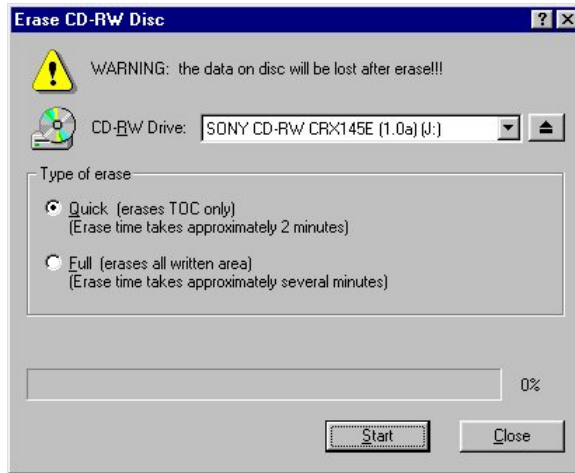 Erase CD-RW Disc
WARNING: the data on disc will be lost after erase!!!
CD-RW Drive: SONY CD-RW CRX145E (1.0a) (J:)
Type of erase
Quick (erases TOC only)
(Erase time takes approximately 2 minutes)
Full (erases all written area)
(Erase time takes approximately several minutes)
0%
Start Close